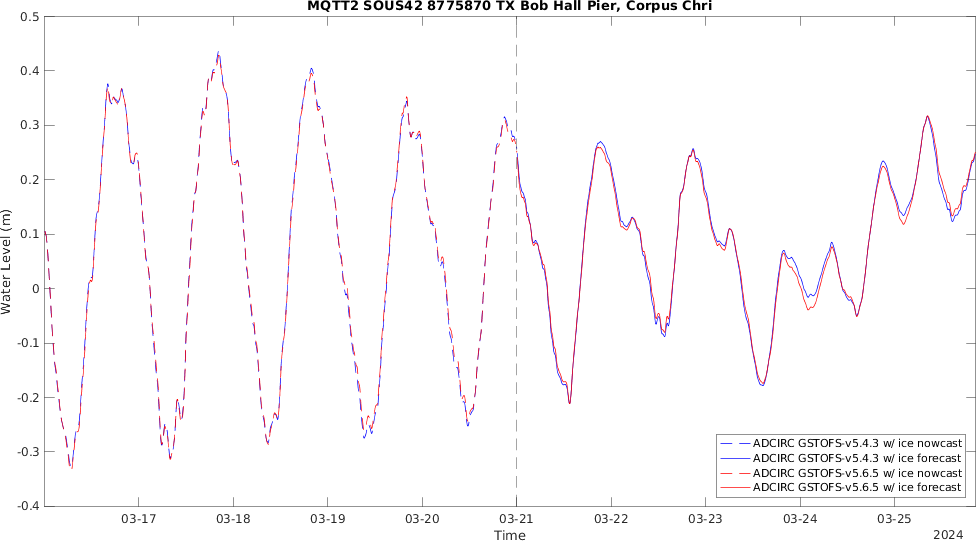 MQTT2 SOUS42 8775870 TX Bob Hall Pier, Corpus Chri
0.5
0.4
0.3
0.2
0.1
0
-0.1
-0.2
-0.3
-0.4
Water Level (m)
ADCIRC GSTOFS-v5.4.3 w/ ice nowcast
ADCIRC GSTOFS-v5.4.3 w/ ice forecast
ADCIRC GSTOFS-v5.6.5 w/ ice nowcast
ADCIRC GSTOFS-v5.6.5 w/ ice forecast
03-17 03-18 03-19 03-20 03-21 03-22 03-23 03-24 03-25
Time
2024